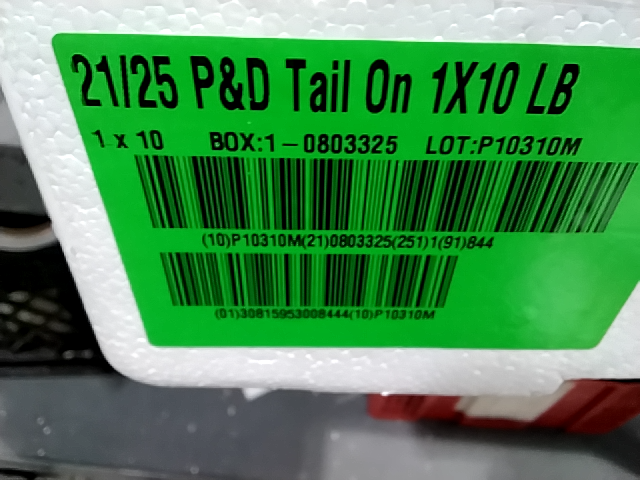 21/25 P&D Tail On 1X10 LB
1 x 10 BOX:1-0803325 LOT:P10310M
(10)P10310M(21)0803325(251)1(91)844
(01)30815953008444(10)P10310M